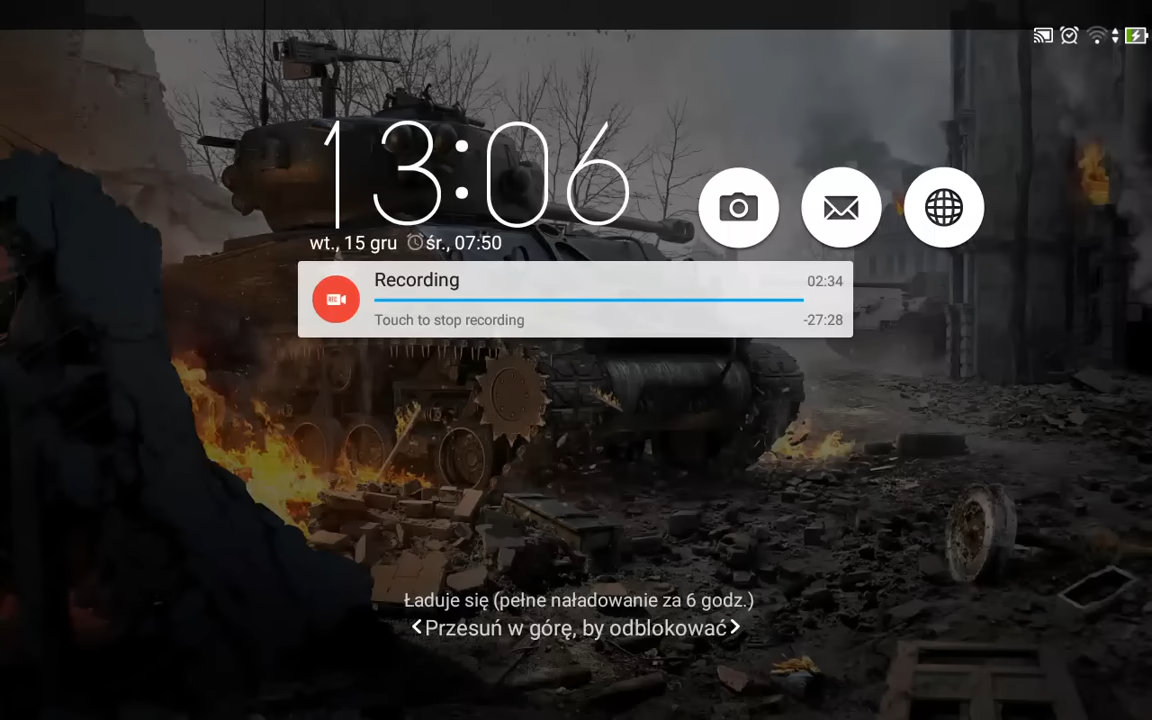 13:06
wt., 15 gru śr., 07:50
Recording 02:34
REC
Touch to stop recording -27:28
Ładuje się (pełne naładowanie za 6 godz.)
Przesuń w górę, by odblokować